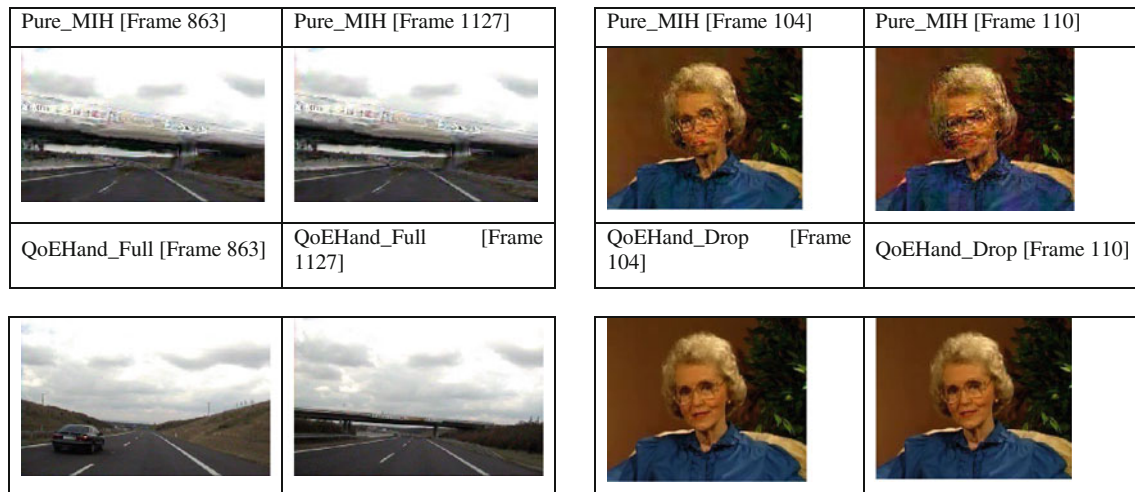 Pure_MIH [Frame 863]
Pure_MIH [Frame 1127]
QoEHand_Full [Frame 863]
QoEHand_Full [Frame
1127]
Pure_MIH [Frame 104]
Pure_MIH [Frame 110]
QoEHand_Drop [Frame
104]
QoEHand_Drop [Frame 110]